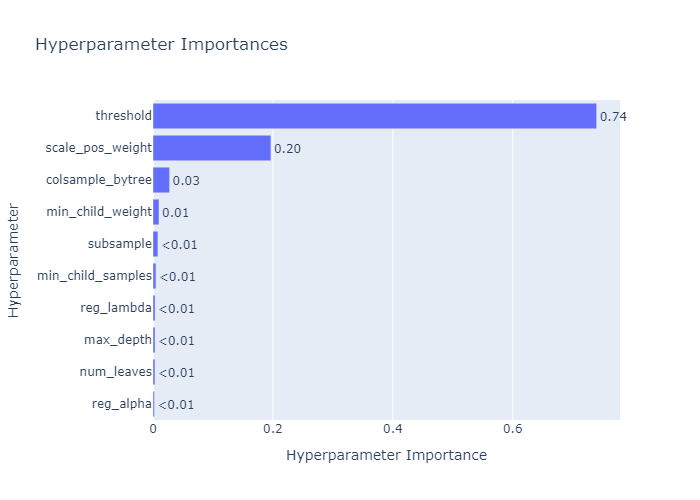 Hyperparameter Importances
Hyperparameter
threshold 0.74
scale_pos_weight 0.20
colsample_bytree 0.03
min_child_weight 0.01
subsample <0.01
min_child_samples <0.01
reg_lambda <0.01
max_depth <0.01
num_leaves <0.01
reg_alpha <0.01
0 0.2 0.4 0.6
Hyperparameter Importance